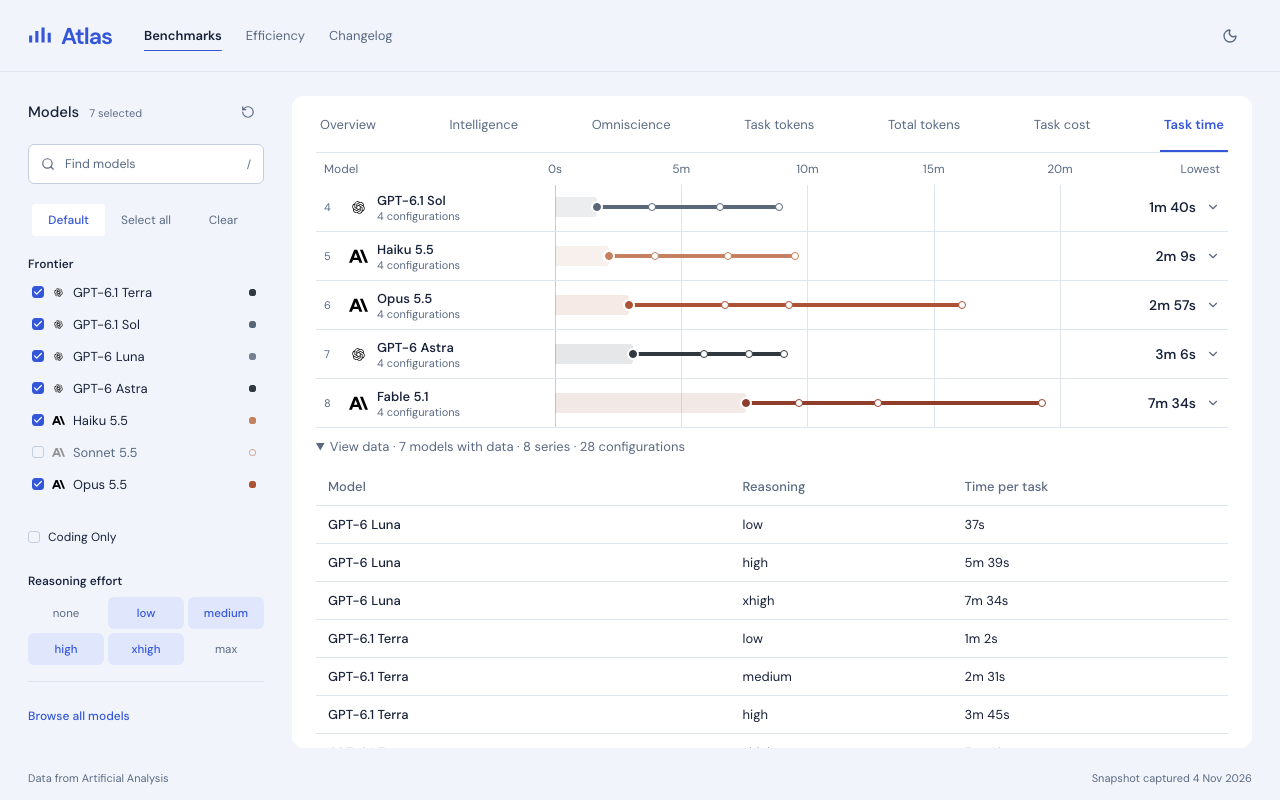 Atlas
Benchmarks
Efficiency
Changelog
Models
7 selected
Find models
/
Default
Select all
Clear
Frontier
GPT-6.1 Terra
GPT-6.1 Sol
GPT-6 Luna
GPT-6 Astra
Haiku 5.5
Sonnet 5.5
Opus 5.5
Coding Only
Reasoning effort
none
low
medium
high
xhigh
max
Browse all models
Overview
Intelligence
Omniscience
Task tokens
Total tokens
Task cost
Task time
Model
0s
5m
10m
15m
20m
Lowest
4
GPT-6.1 Sol
4 configurations
1m 40s
5
Haiku 5.5
4 configurations
2m 9s
6
Opus 5.5
4 configurations
2m 57s
7
GPT-6 Astra
4 configurations
3m 6s
8
Fable 5.1
4 configurations
7m 34s
▼ View data · 7 models with data · 8 series · 28 configurations
Model Reasoning Time per task
GPT-6 Luna low 37s
GPT-6 Luna high 5m 39s
GPT-6 Luna xhigh 7m 34s
GPT-6.1 Terra low 1m 2s
GPT-6.1 Terra medium 2m 31s
GPT-6.1 Terra high 3m 45s
Data from Artificial Analysis
Snapshot captured 4 Nov 2026